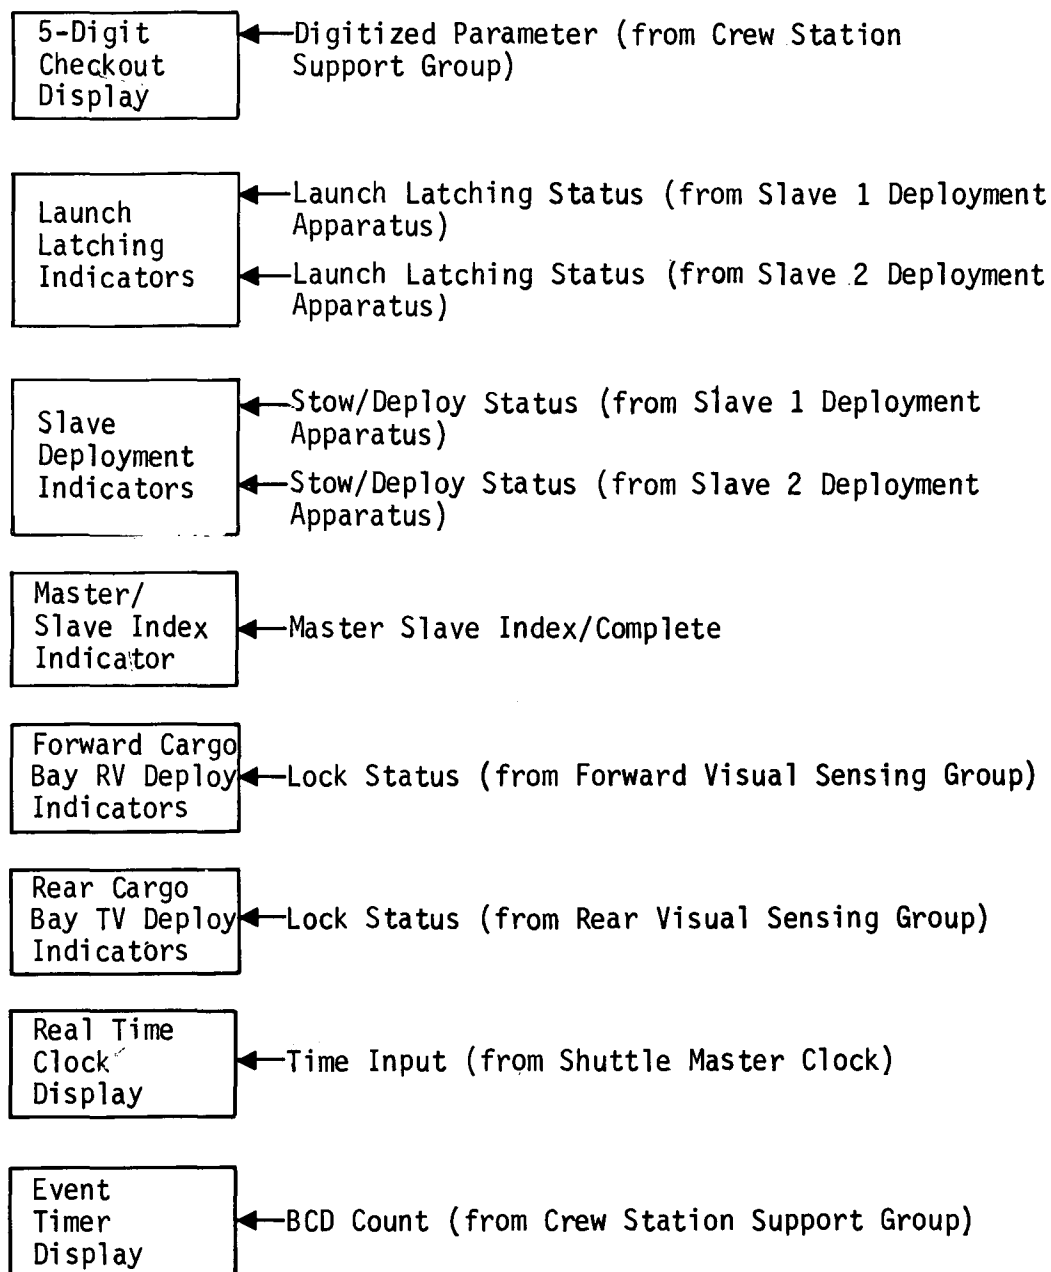 5-Digit
Checkout
Display
Digitized Parameter (from Crew Station
Support Group)
Launch
Latching
Indicators
Launch Latching Status (from Slave 1 Deployment
Apparatus)
Launch Latching Status (from Slave 2 Deployment
Apparatus)
Slave
Deployment
Indicators
Stow/Deploy Status (from Slave 1 Deployment
Apparatus)
Stow/Deploy Status (from Slave 2 Deployment
Apparatus)
Master/
Slave Index
Indicator
Master Slave Index/Complete
Forward Cargo
Bay RV Deploy
Indicators
Lock Status (from Forward Visual Sensing Group)
Rear Cargo
Bay TV Deploy
Indicators
Lock Status (from Rear Visual Sensing Group)
Real Time
Clock
Display
Time Input (from Shuttle Master Clock)
Event
Timer
Display
BCD Count (from Crew Station Support Group)